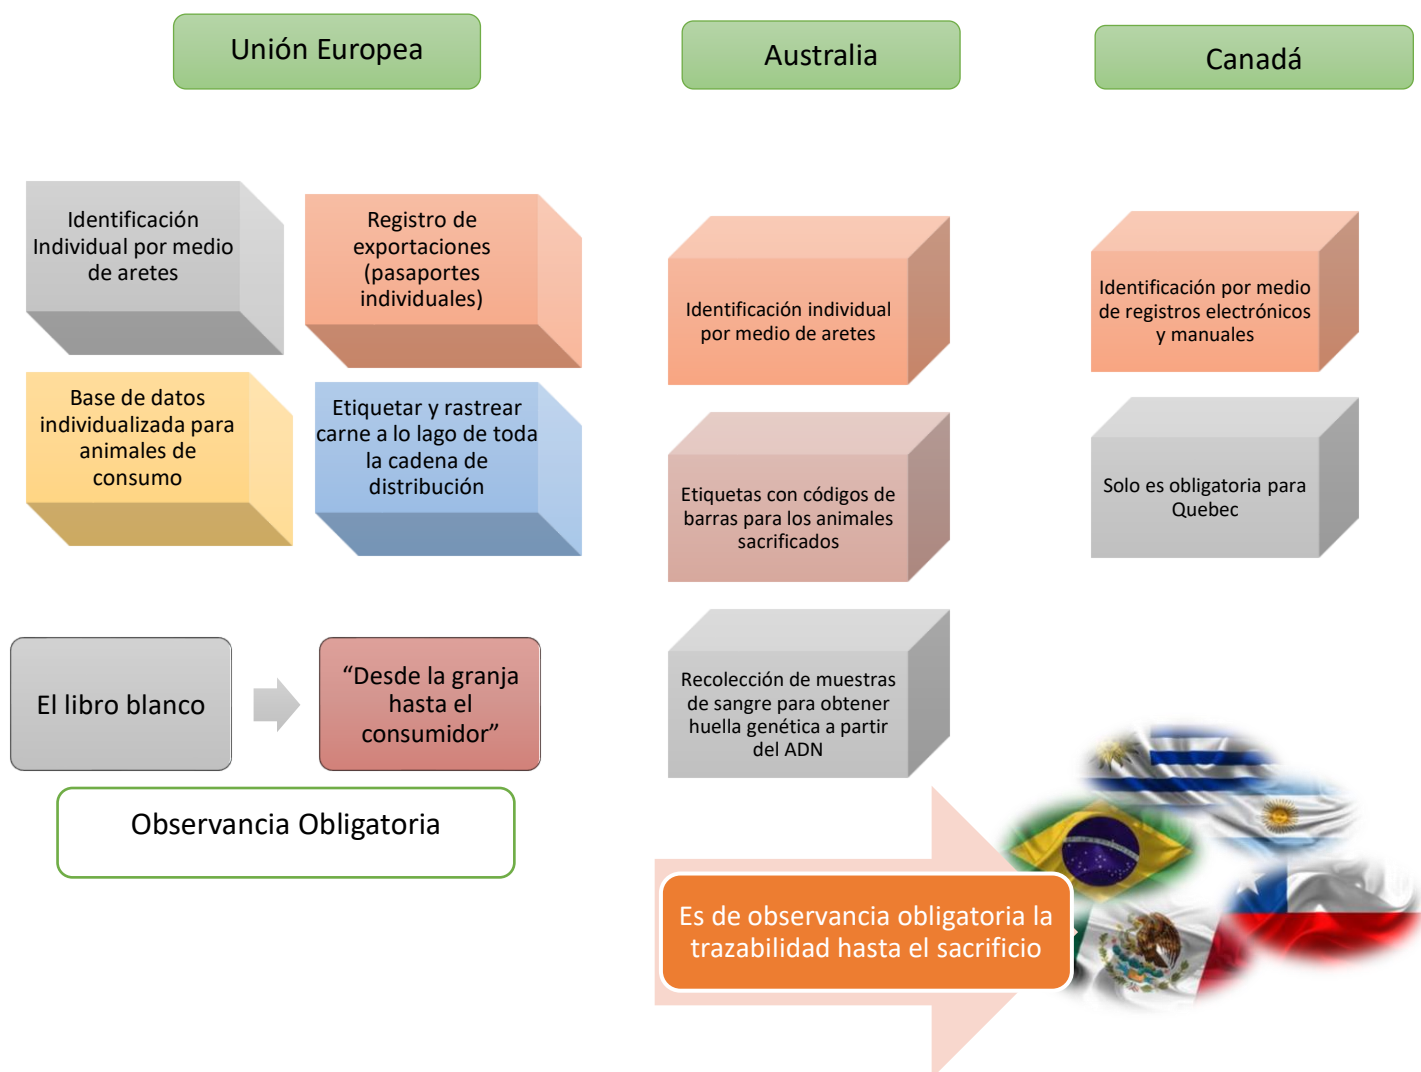 Unión Europea
Australia
Canadá
Identificación
Individual por medio
de aretes
Registro de
exportaciones
(pasaportes
individuales)
Base de datos
individualizada para
animales de
consumo
Etiquetar y rastrear
carne a lo lago de toda
la cadena de
distribución
El libro blanco
“Desde la granja
hasta el
consumidor”
Observancia Obligatoria
Identificación individual
por medio de aretes
Etiquetas con códigos de
barras para los animales
sacrificados
Recolección de muestras
de sangre para obtener
huella genética a partir
del ADN
Identificación por medio
de registros electrónicos
y manuales
Solo es obligatoria para
Quebec
Es de observancia obligatoria la
trazabilidad hasta el sacrificio